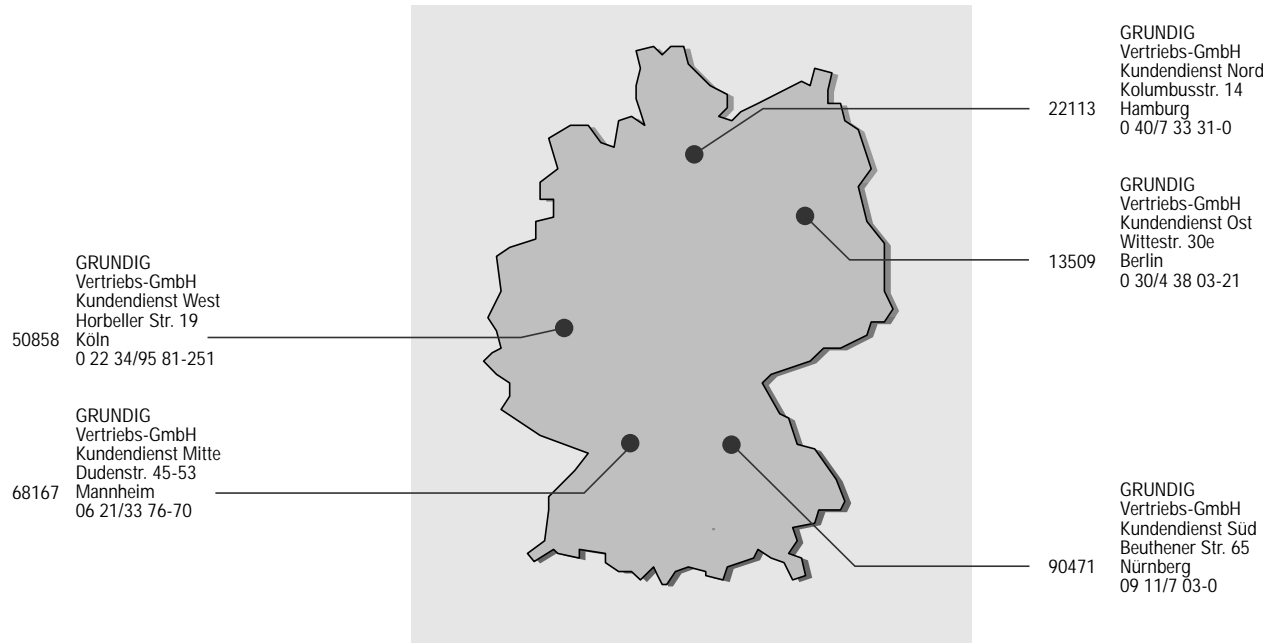 GRUNDIG
Vertriebs-GmbH
Kundendienst West
Horbeller Str. 19
50858 Köln
0 22 34/95 81-251
GRUNDIG
Vertriebs-GmbH
Kundendienst Mitte
Dudenstr. 45-53
68167 Mannheim
06 21/33 76-70
GRUNDIG
Vertriebs-GmbH
Kundendienst Nord
Kolumbusstr. 14
22113 Hamburg
0 40/7 33 31-0
GRUNDIG
Vertriebs-GmbH
Kundendienst Ost
Wittestr. 30e
13509 Berlin
0 30/4 38 03-21
GRUNDIG
Vertriebs-GmbH
Kundendienst Süd
Beuthener Str. 65
90471 Nürnberg
09 11/7 03-0